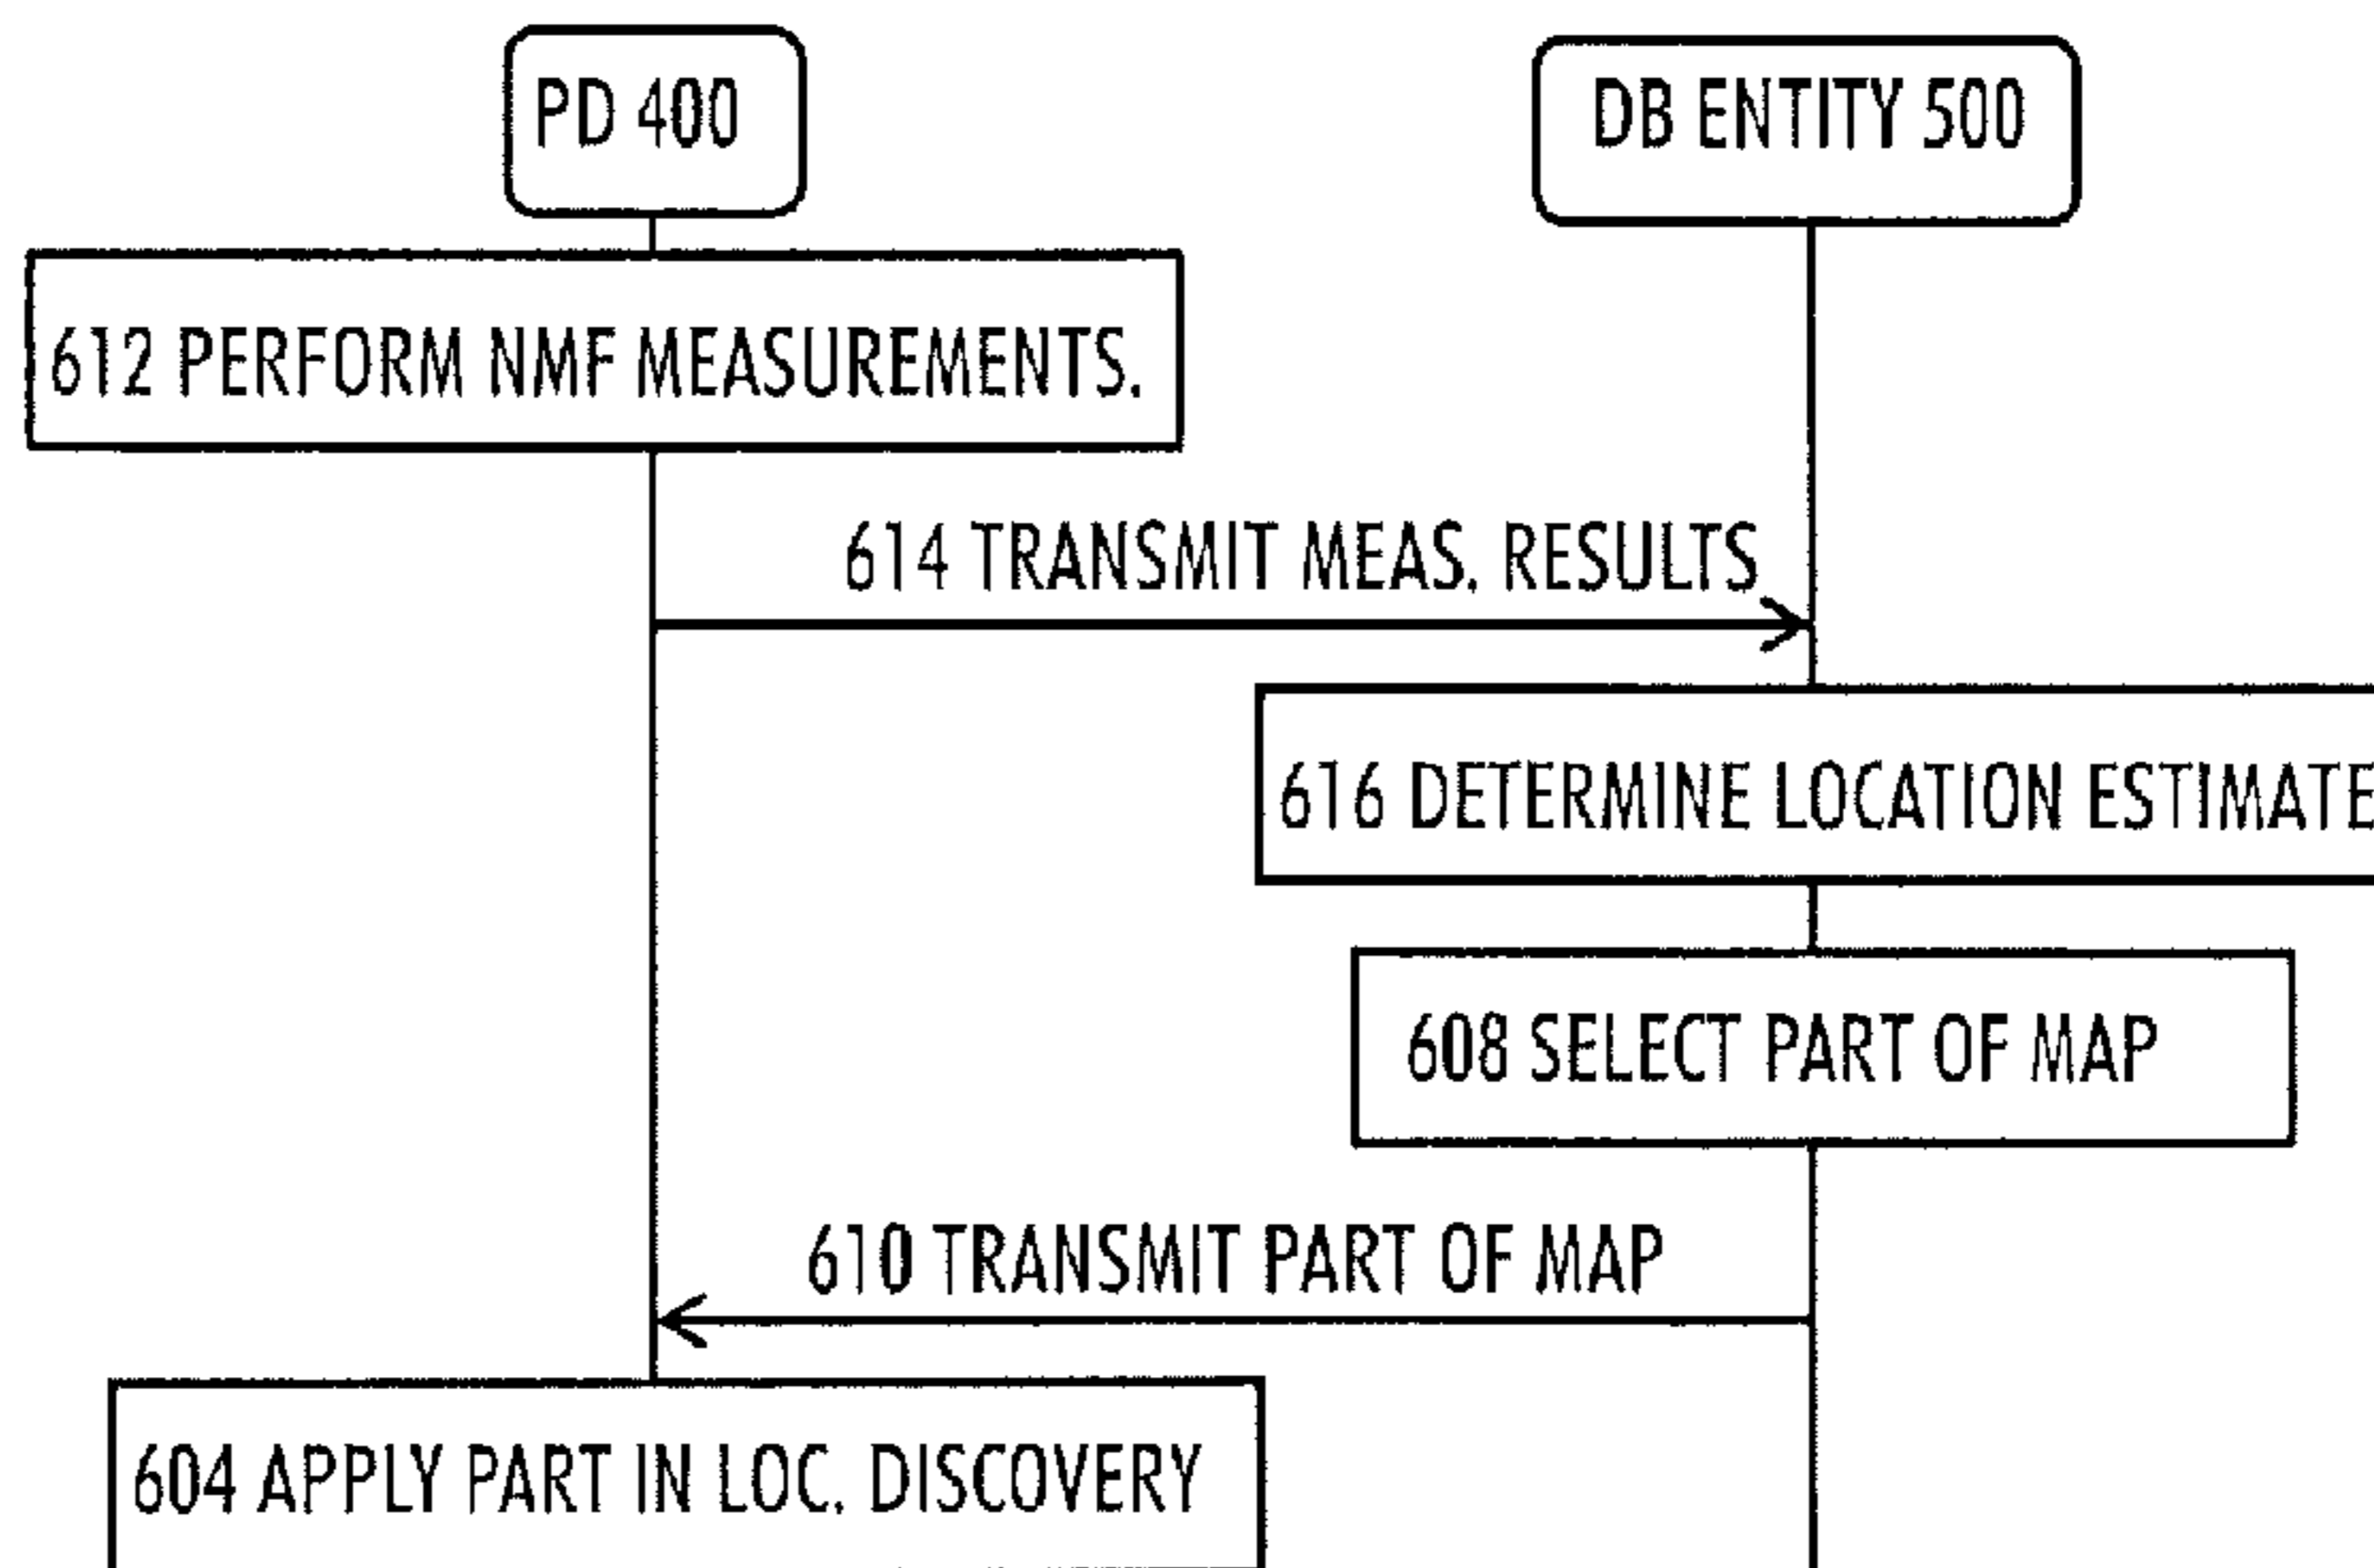 PD 400
DB ENTITY 500
612 PERFORM NMF MEASUREMENTS.
614 TRANSMIT MEAS. RESULTS
616 DETERMINE LOCATION ESTIMATE
608 SELECT PART OF MAP
610 TRANSMIT PART OF MAP
604 APPLY PART IN LOC. DISCOVERY